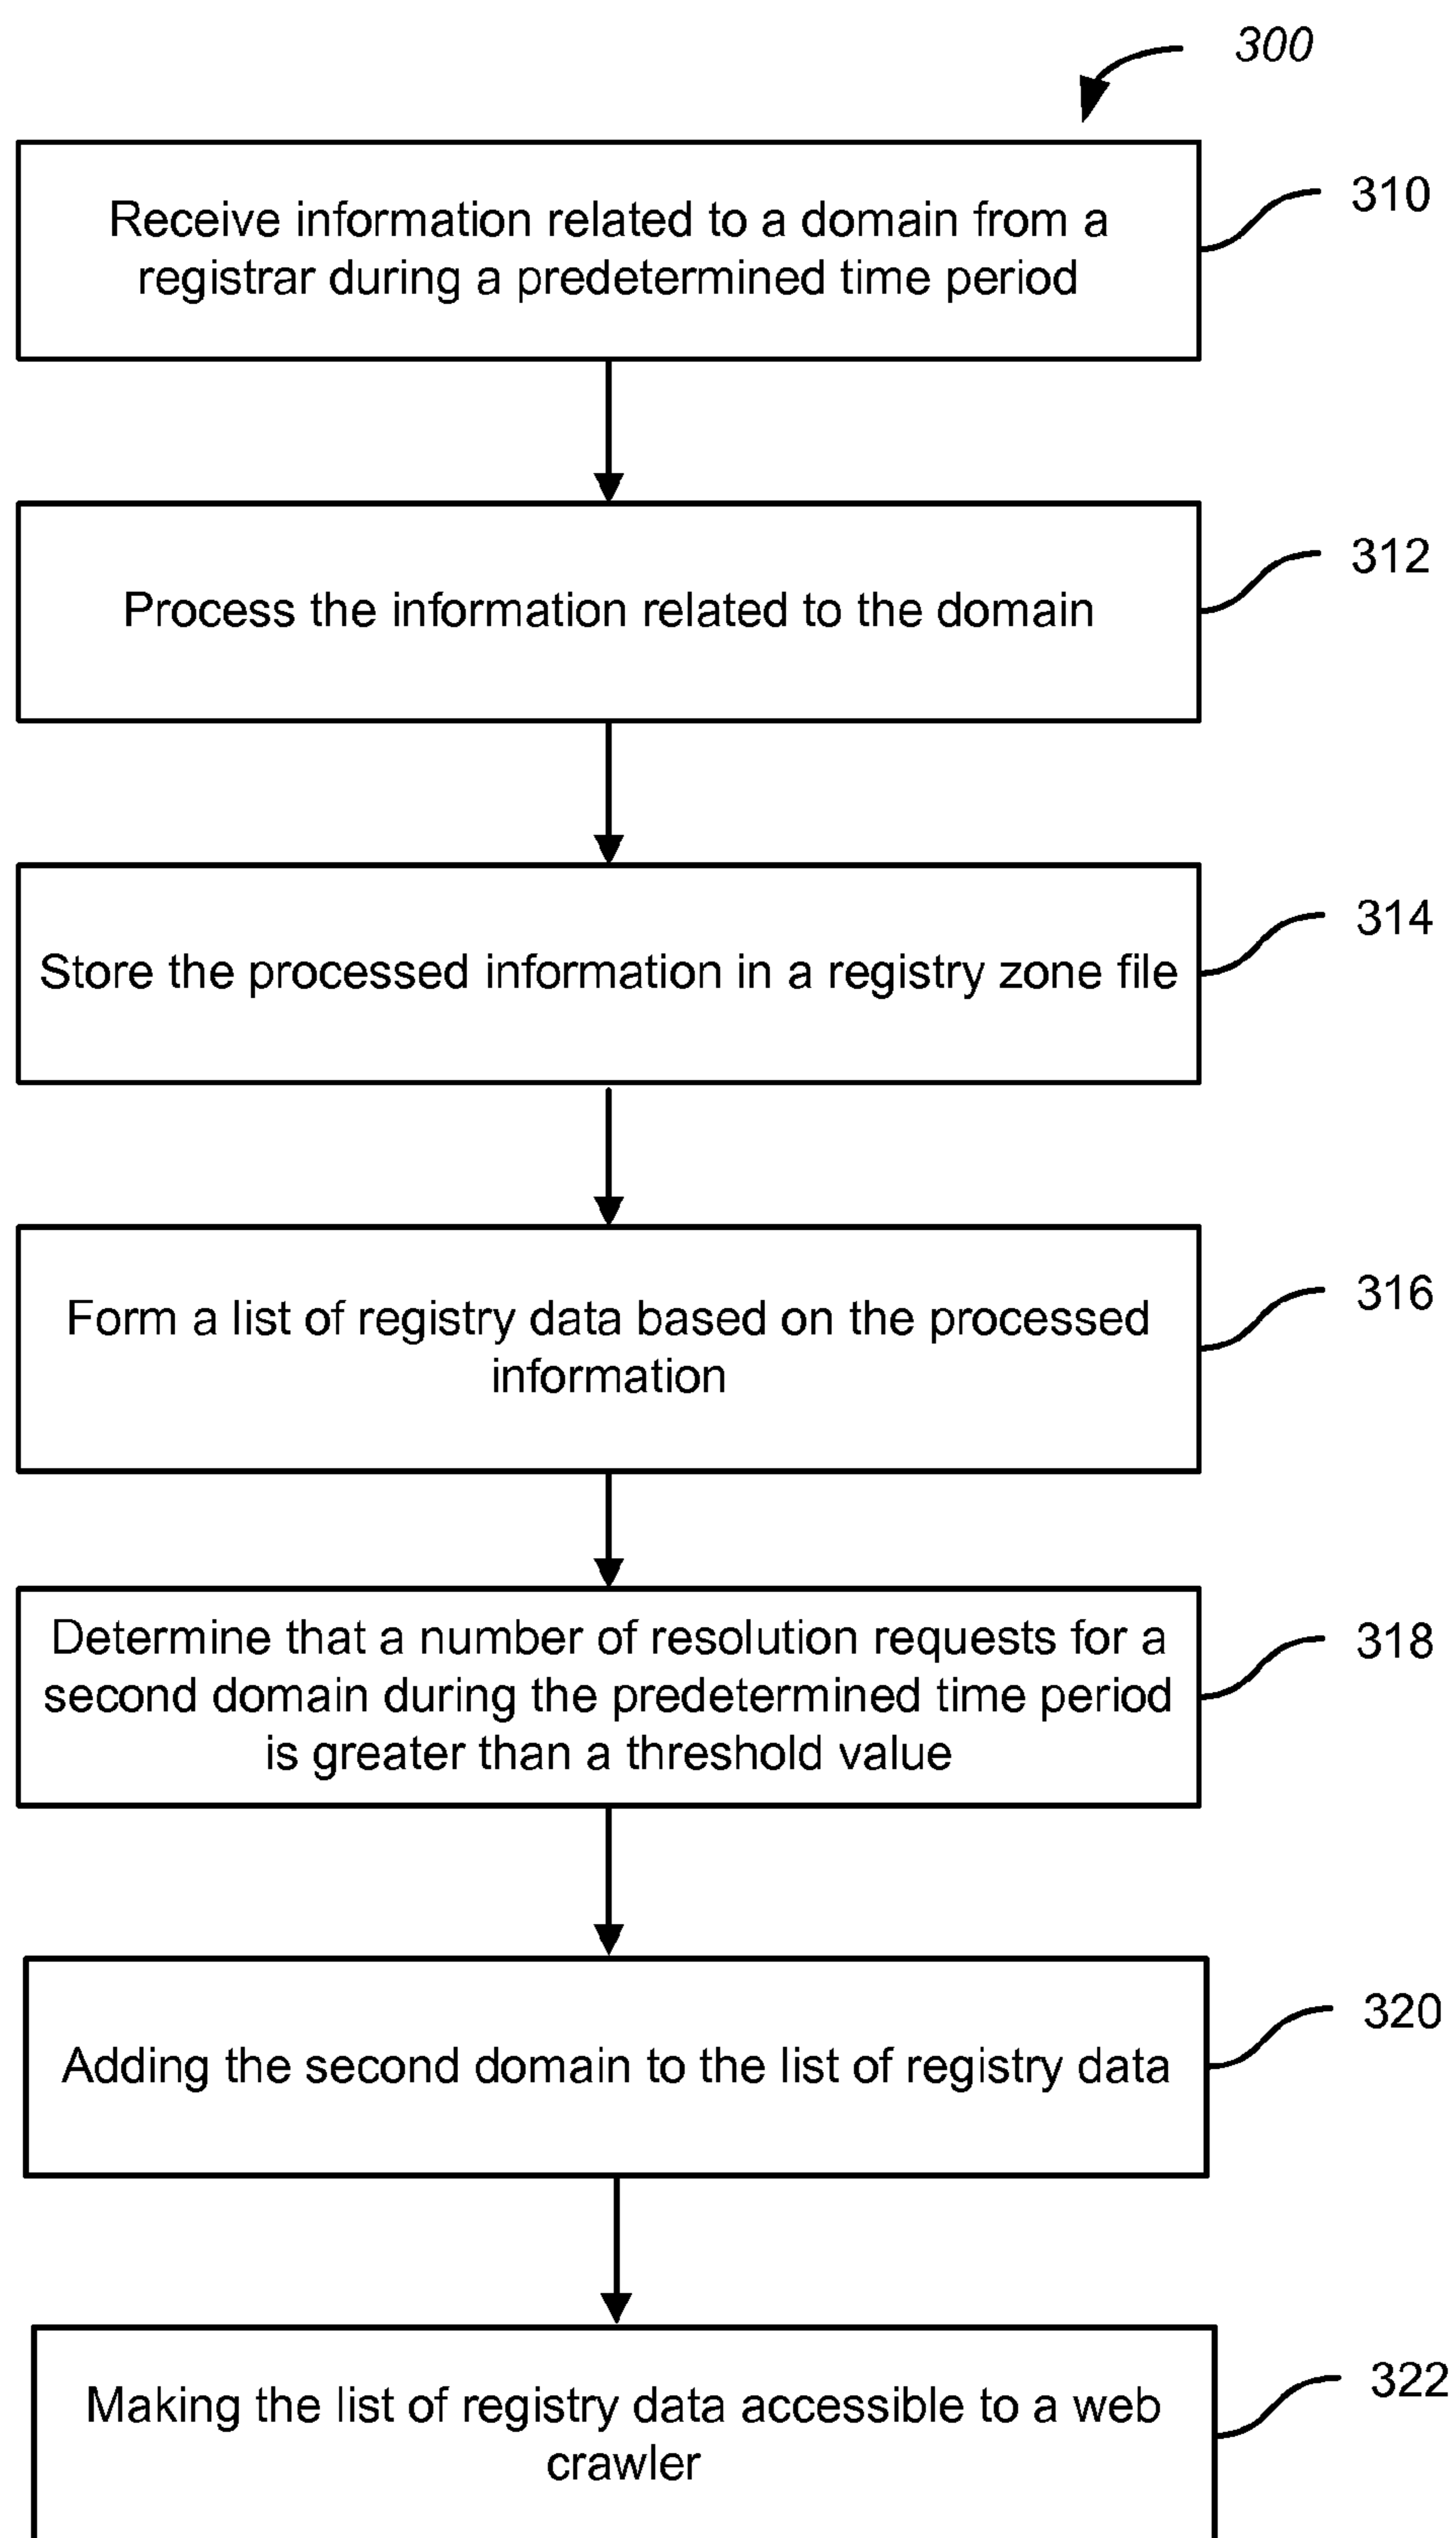 300
Receive information related to a domain from a
registrar during a predetermined time period
310
Process the information related to the domain
312
Store the processed information in a registry zone file
314
Form a list of registry data based on the processed
information
316
Determine that a number of resolution requests for a
second domain during the predetermined time period
is greater than a threshold value
318
Adding the second domain to the list of registry data
320
Making the list of registry data accessible to a web
crawler
322